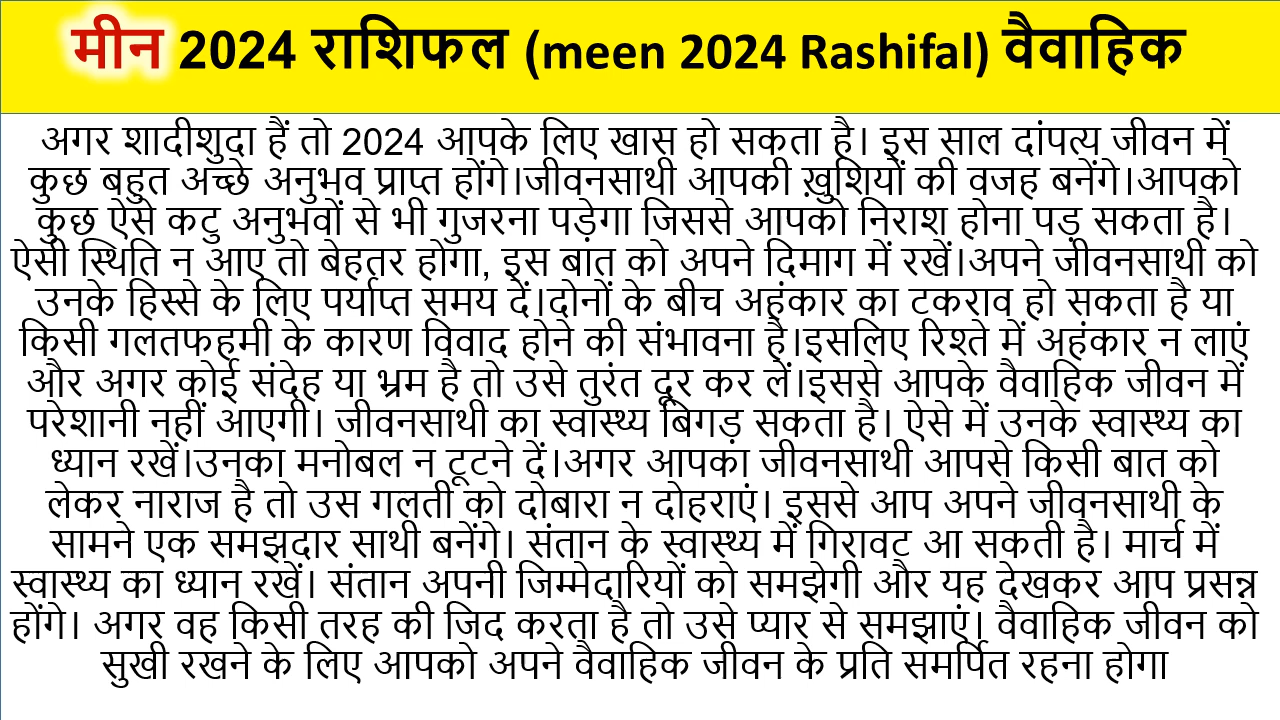 मीन 2024 राशिफल (meen 2024 Rashifal) वैवाहिक
अगर शादीशुदा हैं तो 2024 आपके लिए खास हो सकता है। इस साल दांपत्य जीवन में
कुछ बहुत अच्छे अनुभव प्राप्त होंगे।जीवनसाथी आपकी ख़ुशियों की वजह बनेंगे।आपको
कुछ ऐसे कटु अनुभवों से भी गुजरना पड़ेगा जिससे आपको निराश होना पड़ सकता है।
ऐसी स्थिति न आए तो बेहतर होगा, इस बात को अपने दिमाग में रखें।अपने जीवनसाथी को
उनके हिस्से के लिए पर्याप्त समय दें।दोनों के बीच अहंकार का टकराव हो सकता है या
किसी गलतफहमी के कारण विवाद होने की संभावना है।इसलिए रिश्ते में अहंकार न लाएं
और अगर कोई संदेह या भ्रम है तो उसे तुरंत दूर कर लें।इससे आपके वैवाहिक जीवन में
परेशानी नहीं आएगी। जीवनसाथी का स्वास्थ्य बिगड़ सकता है। ऐसे में उनके स्वास्थ्य का
ध्यान रखें।उनका मनोबल न टूटने दें।अगर आपका जीवनसाथी आपसे किसी बात को
लेकर नाराज है तो उस गलती को दोबारा न दोहराएं। इससे आप अपने जीवनसाथी के
सामने एक समझदार साथी बनेंगे। संतान के स्वास्थ्य में गिरावट आ सकती है। मार्च में
स्वास्थ्य का ध्यान रखें। संतान अपनी जिम्मेदारियों को समझेगी और यह देखकर आप प्रसन्न
होंगे। अगर वह किसी तरह की जिद करता है तो उसे प्यार से समझाएं। वैवाहिक जीवन को
सुखी रखने के लिए आपको अपने वैवाहिक जीवन के प्रति समर्पित रहना होगा